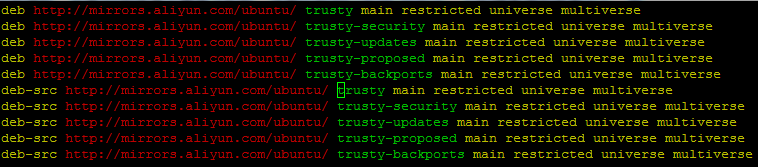 deb http://mirrors.aliyun.com/ubuntu/ trusty main restricted universe multiverse
deb http://mirrors.aliyun.com/ubuntu/ trusty-security main restricted universe multiverse
deb http://mirrors.aliyun.com/ubuntu/ trusty-updates main restricted universe multiverse
deb http://mirrors.aliyun.com/ubuntu/ trusty-proposed main restricted universe multiverse
deb http://mirrors.aliyun.com/ubuntu/ trusty-backports main restricted universe multiverse
deb-src http://mirrors.aliyun.com/ubuntu/ trusty main restricted universe multiverse
deb-src http://mirrors.aliyun.com/ubuntu/ trusty-security main restricted universe multiverse
deb-src http://mirrors.aliyun.com/ubuntu/ trusty-updates main restricted universe multiverse
deb-src http://mirrors.aliyun.com/ubuntu/ trusty-proposed main restricted universe multiverse
deb-src http://mirrors.aliyun.com/ubuntu/ trusty-backports main restricted universe multiverse